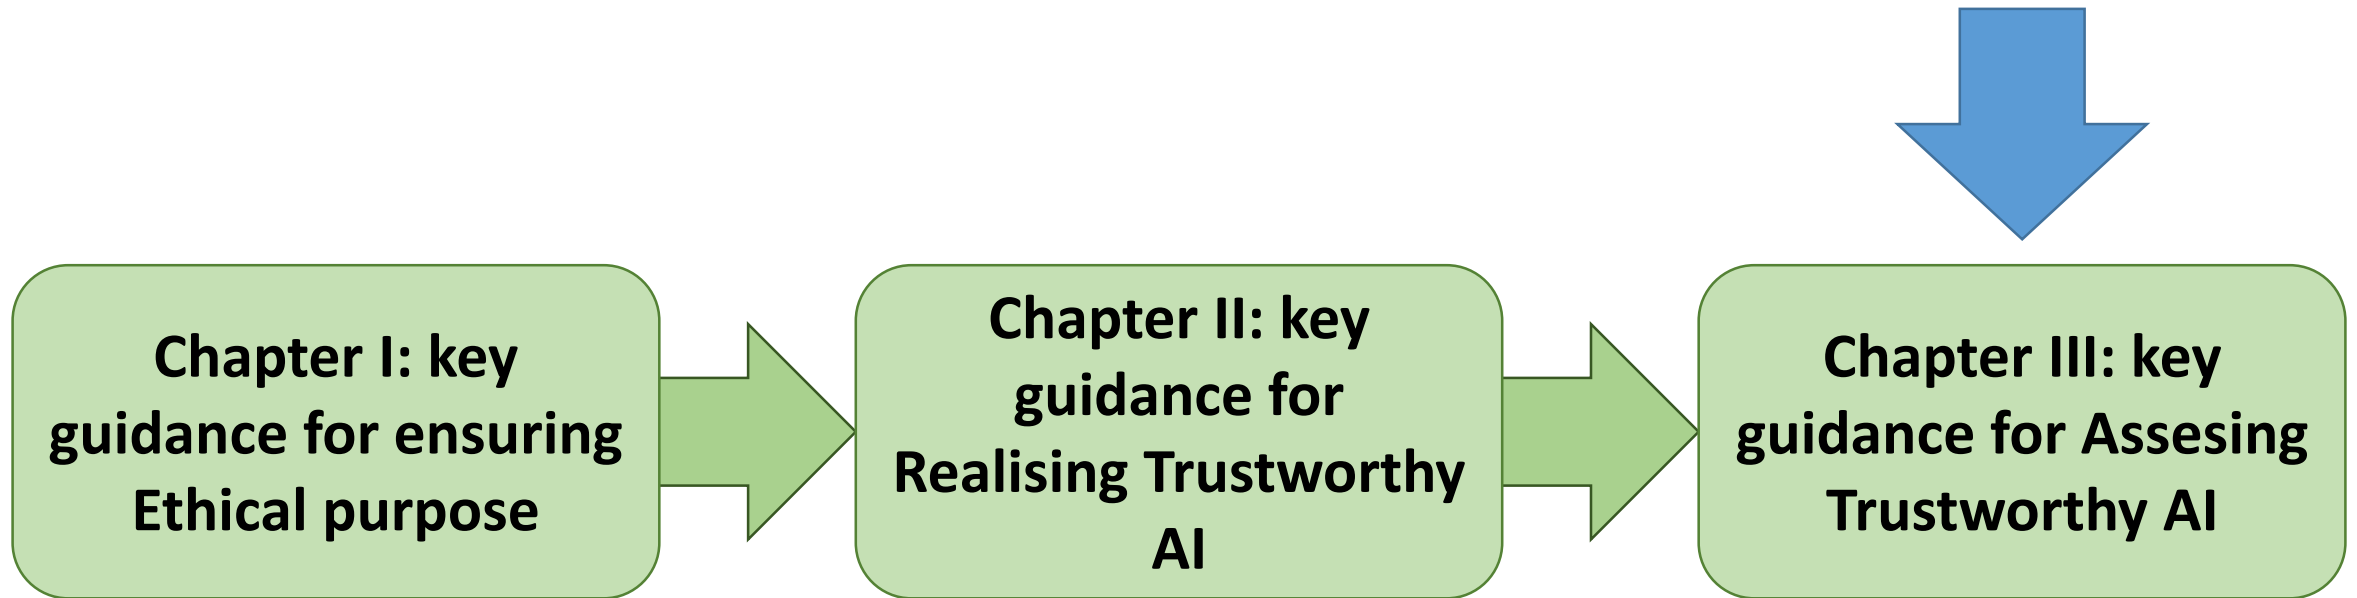 Chapter I: key
guidance for ensuring
Ethical purpose
Chapter II: key
guidance for
Realising Trustworthy
AI
Chapter III: key
guidance for Assesing
Trustworthy AI